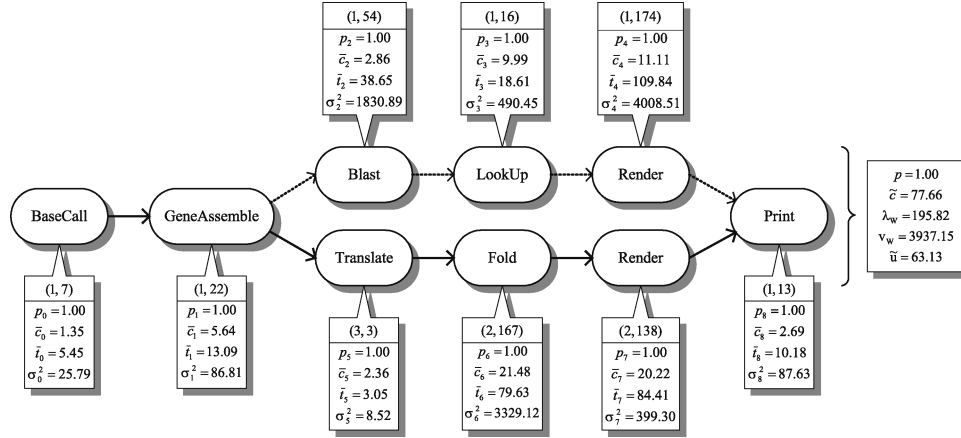 (1, 54)
p₂ = 1.00
c̄₂ = 2.86
t̄₂ = 38.65
σ₂² = 1830.89
(1, 16)
p₃ = 1.00
c̄₃ = 9.99
t̄₃ = 18.61
σ₃² = 490.45
(1, 174)
p₄ = 1.00
c̄₄ = 11.11
t̄₄ = 109.84
σ₄² = 4008.51
Blast
LookUp
Render
BaseCall
GeneAssemble
Print
Translate
Fold
Render
p = 1.00
c̃ = 77.66
λ_W = 195.82
v_W = 3937.15
ũ = 63.13
(1, 7)
p₀ = 1.00
c̄₀ = 1.35
t̄₀ = 5.45
σ₀² = 25.79
(1, 22)
p₁ = 1.00
c̄₁ = 5.64
t̄₁ = 13.09
σ₁² = 86.81
(3, 3)
p₅ = 1.00
c̄₅ = 2.36
t̄₅ = 3.05
σ₅² = 8.52
(2, 167)
p₆ = 1.00
c̄₆ = 21.48
t̄₆ = 79.63
σ₆² = 3329.12
(2, 138)
p₇ = 1.00
c̄₇ = 20.22
t̄₇ = 84.41
σ₇² = 399.30
(1, 13)
p₈ = 1.00
c̄₈ = 2.69
t̄₈ = 10.18
σ₈² = 87.63